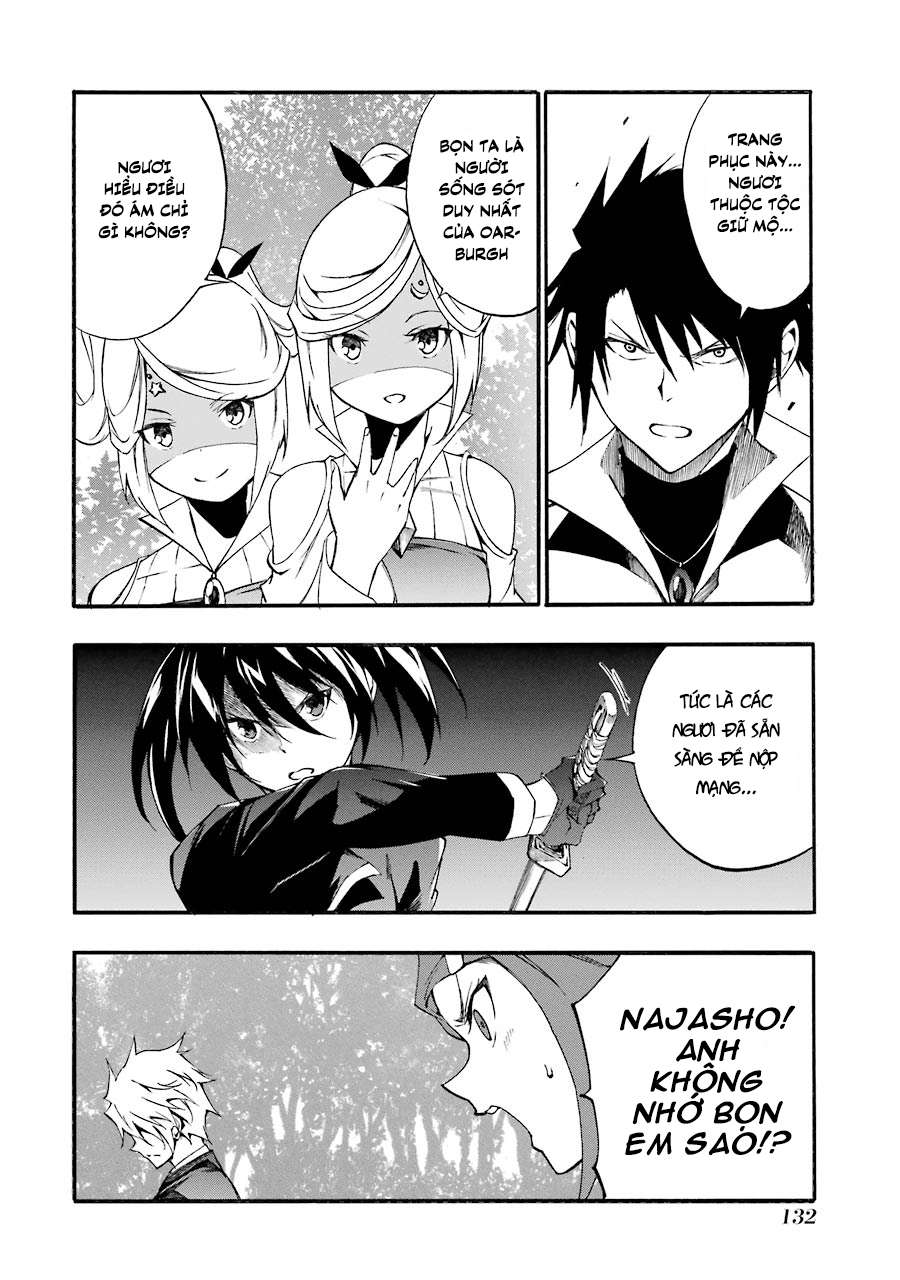 TRANG
PHỤC NÀY...
NGƯƠI
THUỘC TỘC
GIỮ MỘ...
BỌN TA LÀ
NGƯỜI
SỐNG SÓT
DUY NHẤT
CỦA OAR-
BURGH
NGƯƠI
HIỂU ĐIỀU
ĐÓ ÁM CHỈ
GÌ KHÔNG?
TỨC LÀ CÁC
NGƯƠI ĐÃ SẴN
SÀNG ĐỂ NỘP
MẠNG...
NAJASHO!
ANH
KHÔNG
NHỚ BỌN
EM SAO!?
132